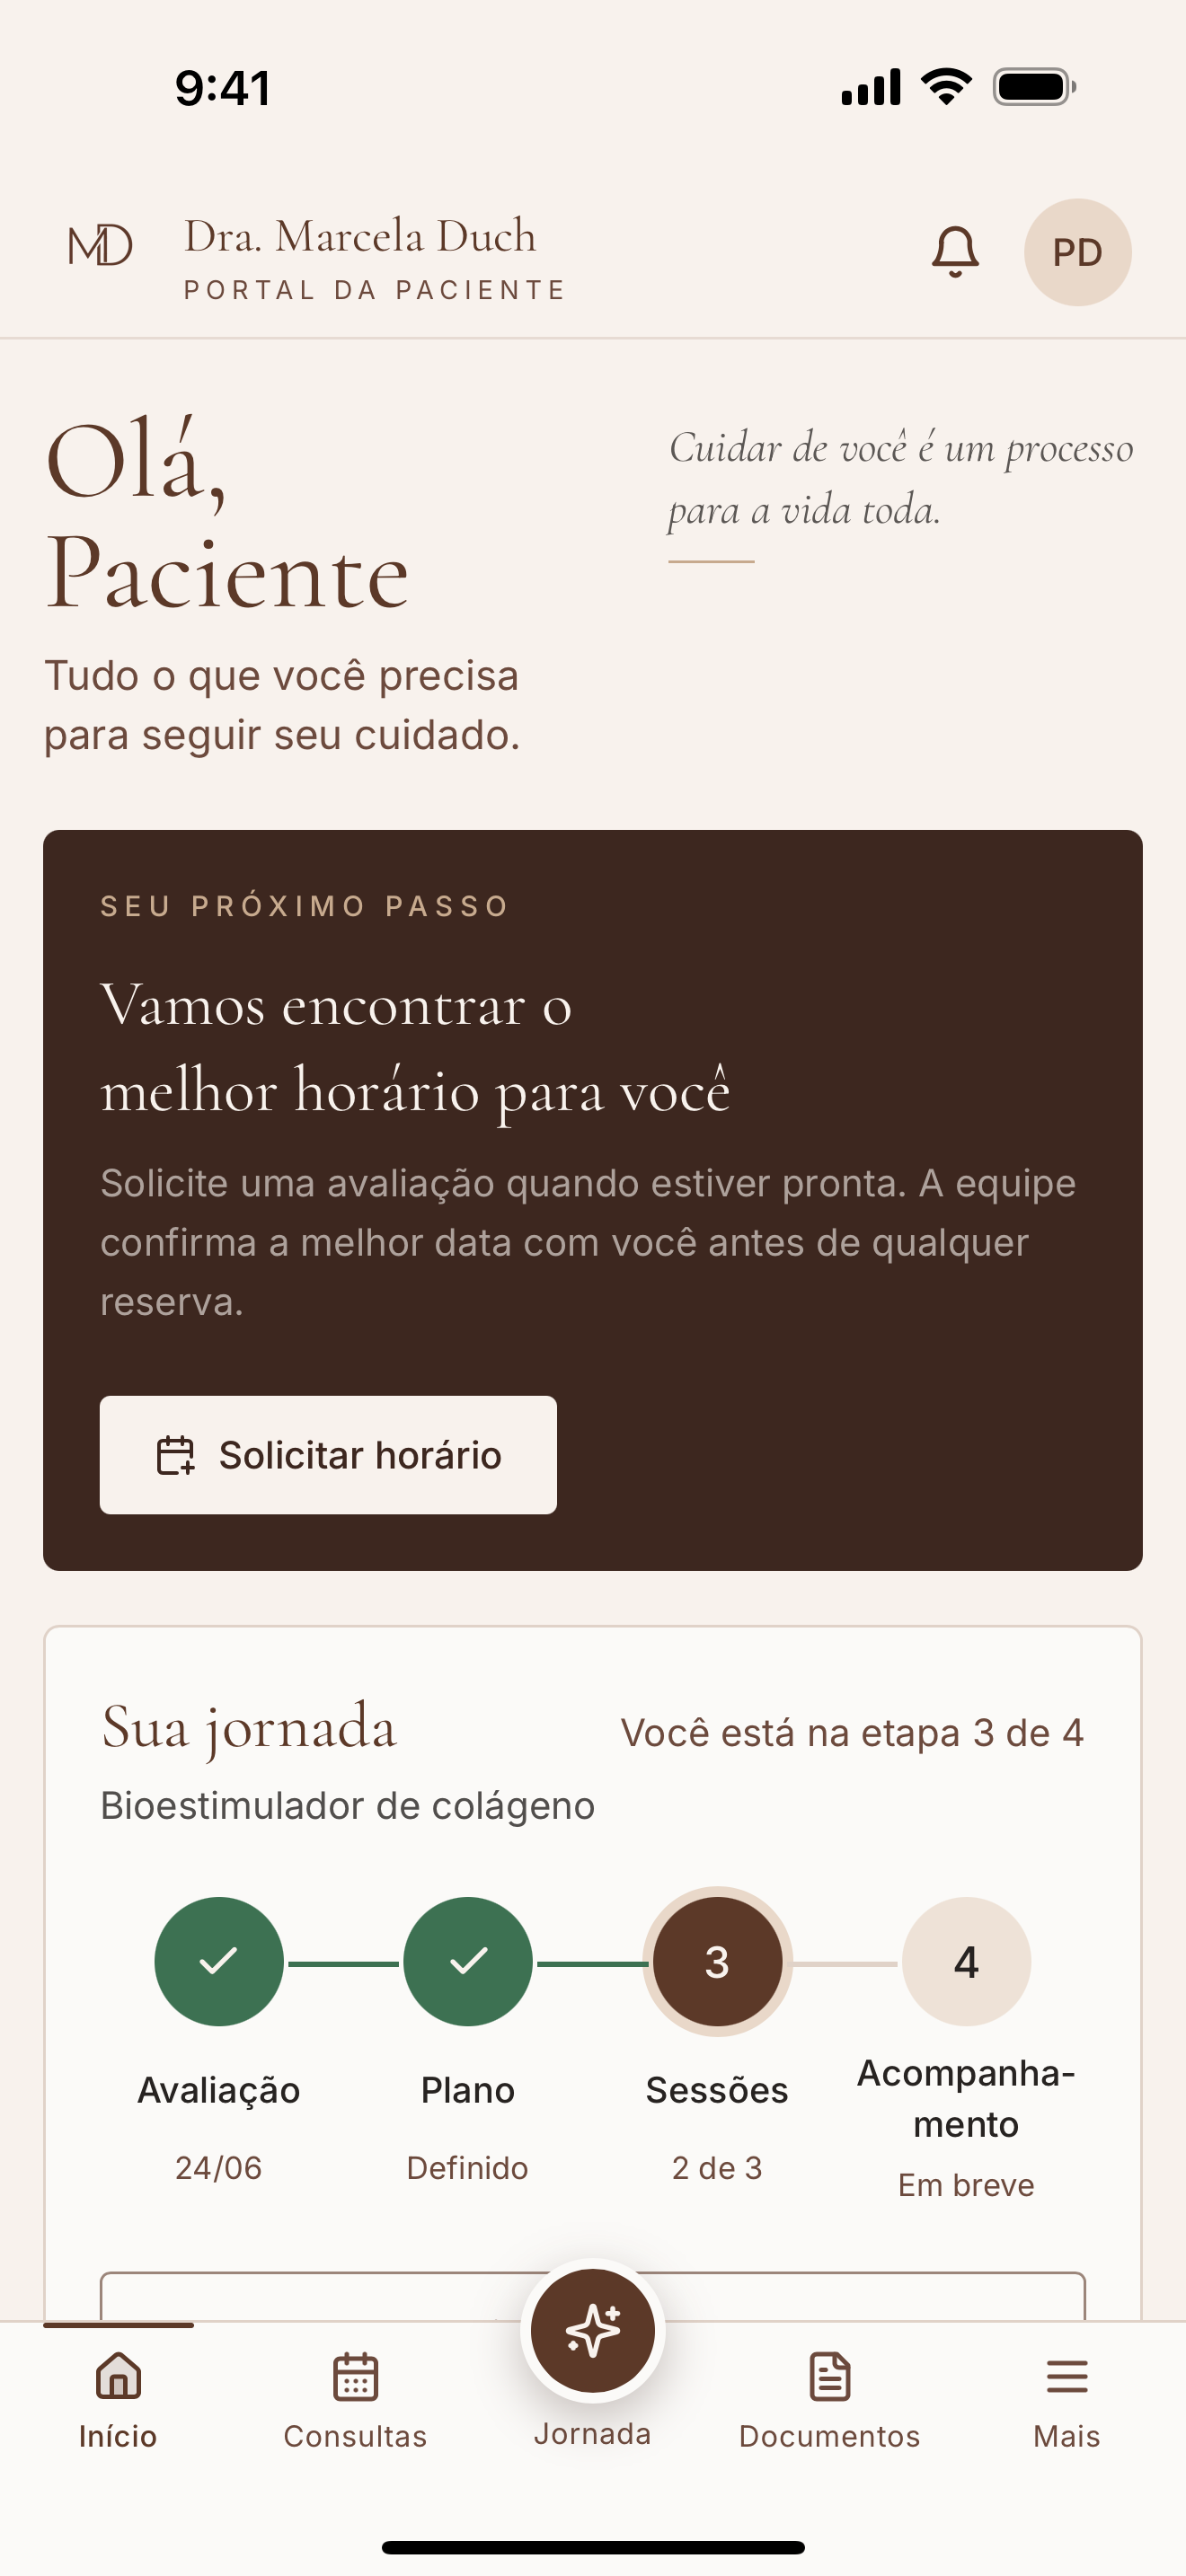 9:41
MD
Dra. Marcela Duch
PORTAL DA PACIENTE
PD
Olá,
Paciente
Tudo o que você precisa
para seguir seu cuidado.
Cuidar de você é um processo
para a vida toda.
SEU PRÓXIMO PASSO
Vamos encontrar o
melhor horário para você
Solicite uma avaliação quando estiver pronta. A equipe
confirma a melhor data com você antes de qualquer
reserva.
Solicitar horário
Sua jornada
Você está na etapa 3 de 4
Bioestimulador de colágeno
3
4
Avaliação
Plano
Sessões
Acompanha-
mento
24/06
Definido
2 de 3
Em breve
Início
Consultas
Jornada
Documentos
Mais